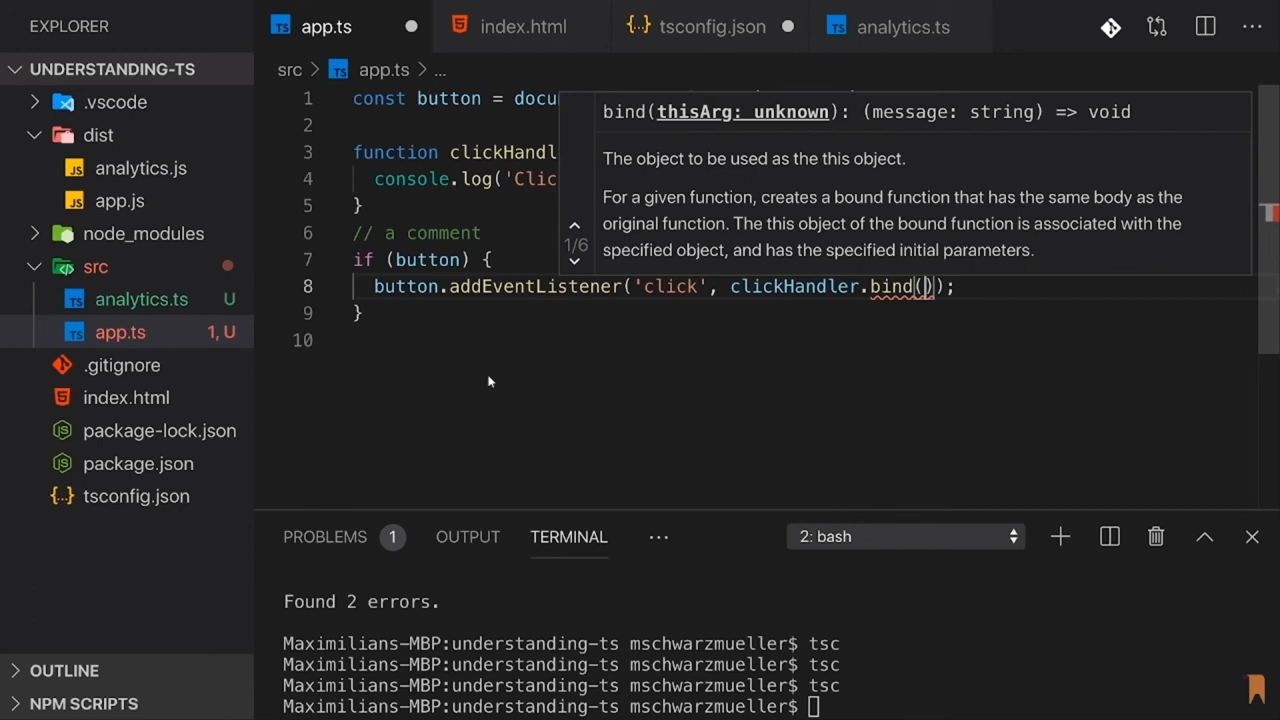 EXPLORER
TS app.ts
index.html
{..} tsconfig.json
TS analytics.ts
UNDERSTANDING-TS
.vscode
dist
JS analytics.js
JS app.js
node_modules
src
TS analytics.ts U
TS app.ts 1, U
.gitignore
index.html
package-lock.json
package.json
{..} tsconfig.json
OUTLINE
NPM SCRIPTS
src > TS app.ts > ...
1 const button = docu
2
3 function clickHandl
4 console.log('Clic
5 }
6 // a comment
7 if (button) {
8 button.addEventListener('click', clickHandler.bind());
9 }
10
bind(thisArg: unknown): (message: string) => void
The object to be used as the this object.
For a given function, creates a bound function that has the same body as the
original function. The this object of the bound function is associated with the
specified object, and has the specified initial parameters.
1/6
PROBLEMS 1 OUTPUT TERMINAL ... 2: bash
Found 2 errors.
Maximilians-MBP:understanding-ts mschwarzmueller$ tsc
Maximilians-MBP:understanding-ts mschwarzmueller$ tsc
Maximilians-MBP:understanding-ts mschwarzmueller$ tsc
Maximilians-MBP:understanding-ts mschwarzmueller$